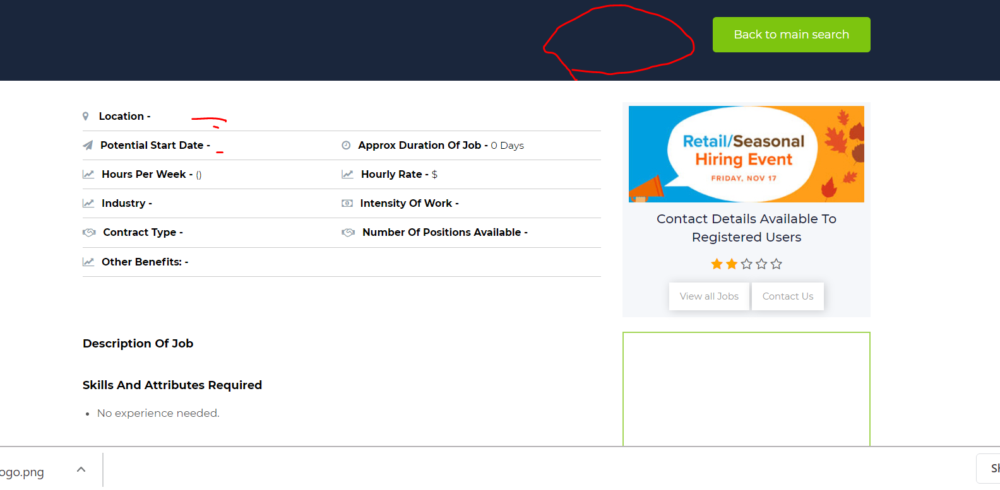 Back to main search
Location -
Potential Start Date -
Approx Duration Of Job - 0 Days
Hours Per Week - ()
Hourly Rate - $
Industry -
Intensity Of Work -
Contract Type -
Number Of Positions Available -
Other Benefits: -
Retail/Seasonal
Hiring Event
FRIDAY, NOV 17
Contact Details Available To
Registered Users
View all Jobs
Contact Us
Description Of Job
Skills And Attributes Required
No experience needed.
ogo.png